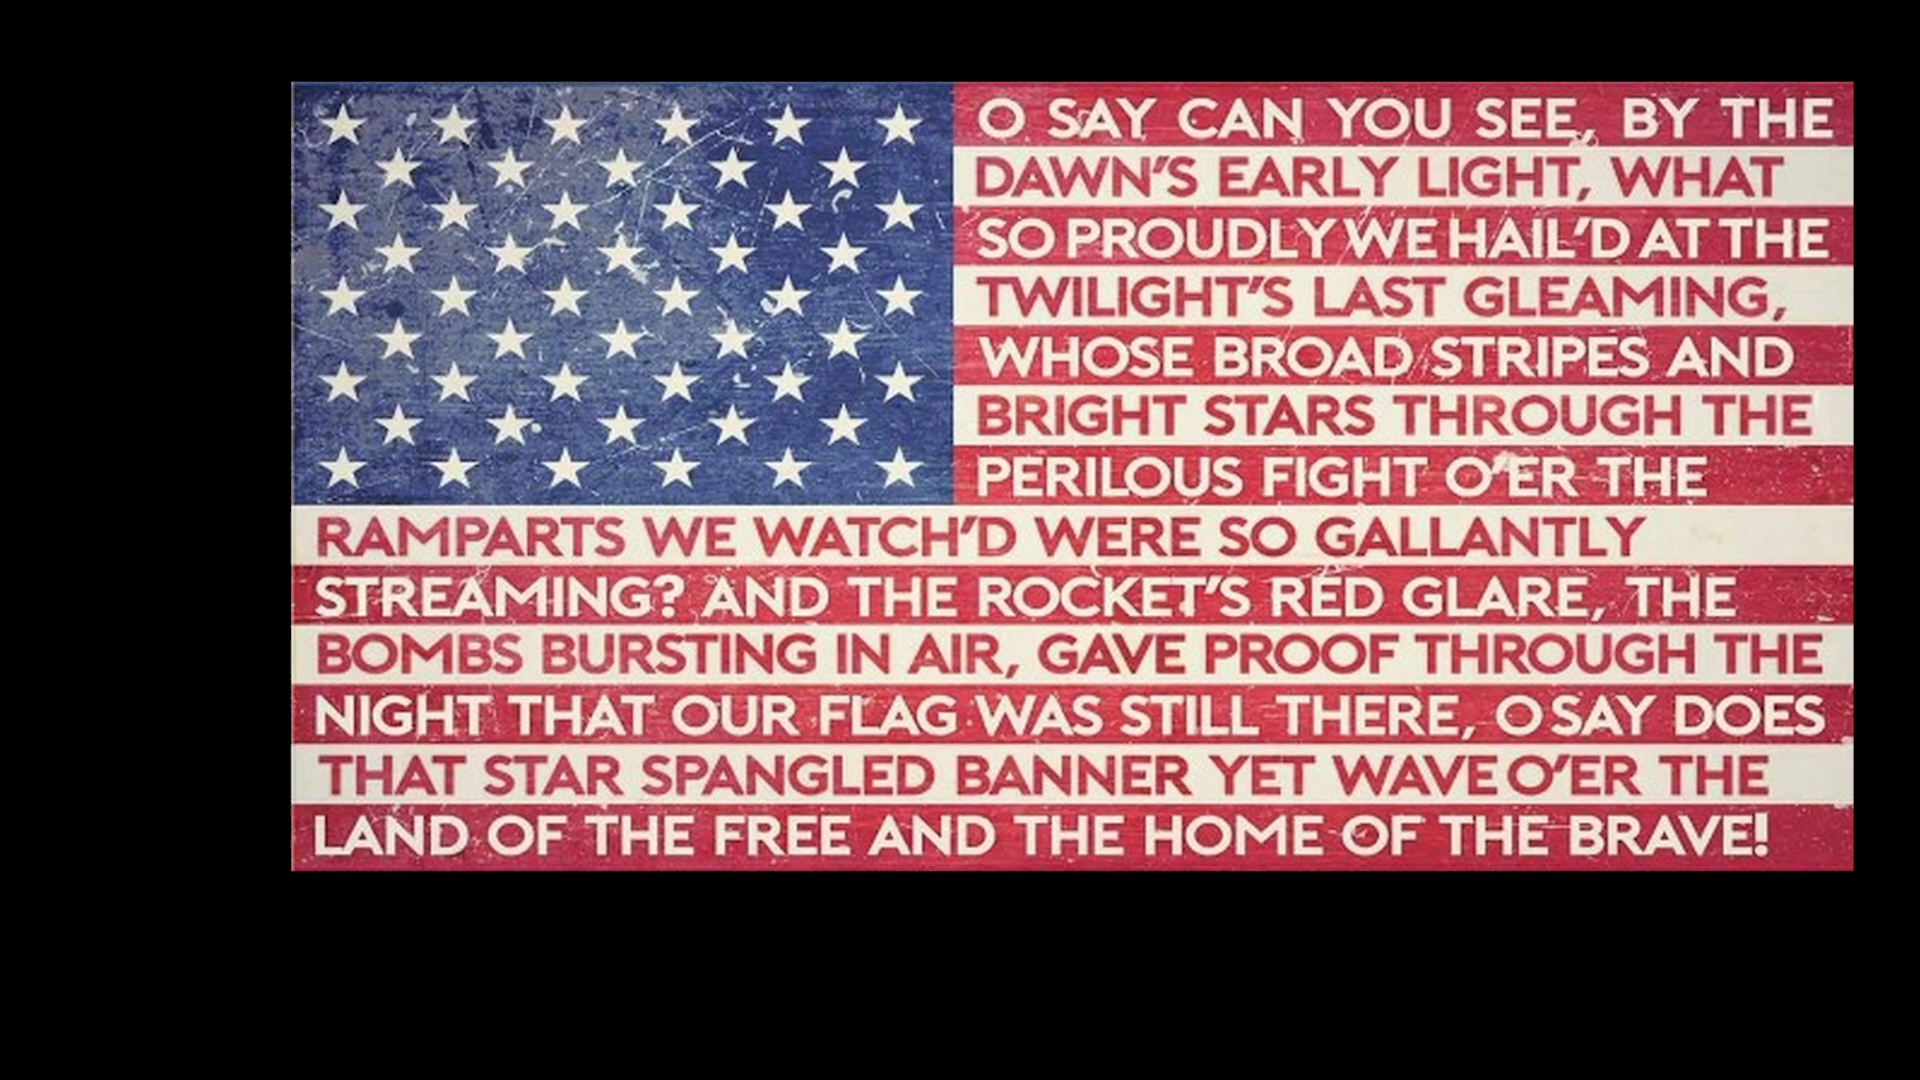 O SAY CAN YOU SEE, BY THE
DAWN'S EARLY LIGHT, WHAT
SO PROUDLY WE HAIL'D AT THE
TWILIGHT'S LAST GLEAMING,
WHOSE BROAD STRIPES AND
BRIGHT STARS THROUGH THE
PERILOUS FIGHT O'ER THE
RAMPARTS WE WATCH'D WERE SO GALLANTLY
STREAMING? AND THE ROCKET'S RED GLARE, THE
BOMBS BURSTING IN AIR, GAVE PROOF THROUGH THE
NIGHT THAT OUR FLAG WAS STILL THERE, O SAY DOES
THAT STAR SPANGLED BANNER YET WAVE O'ER THE
LAND OF THE FREE AND THE HOME OF THE BRAVE!